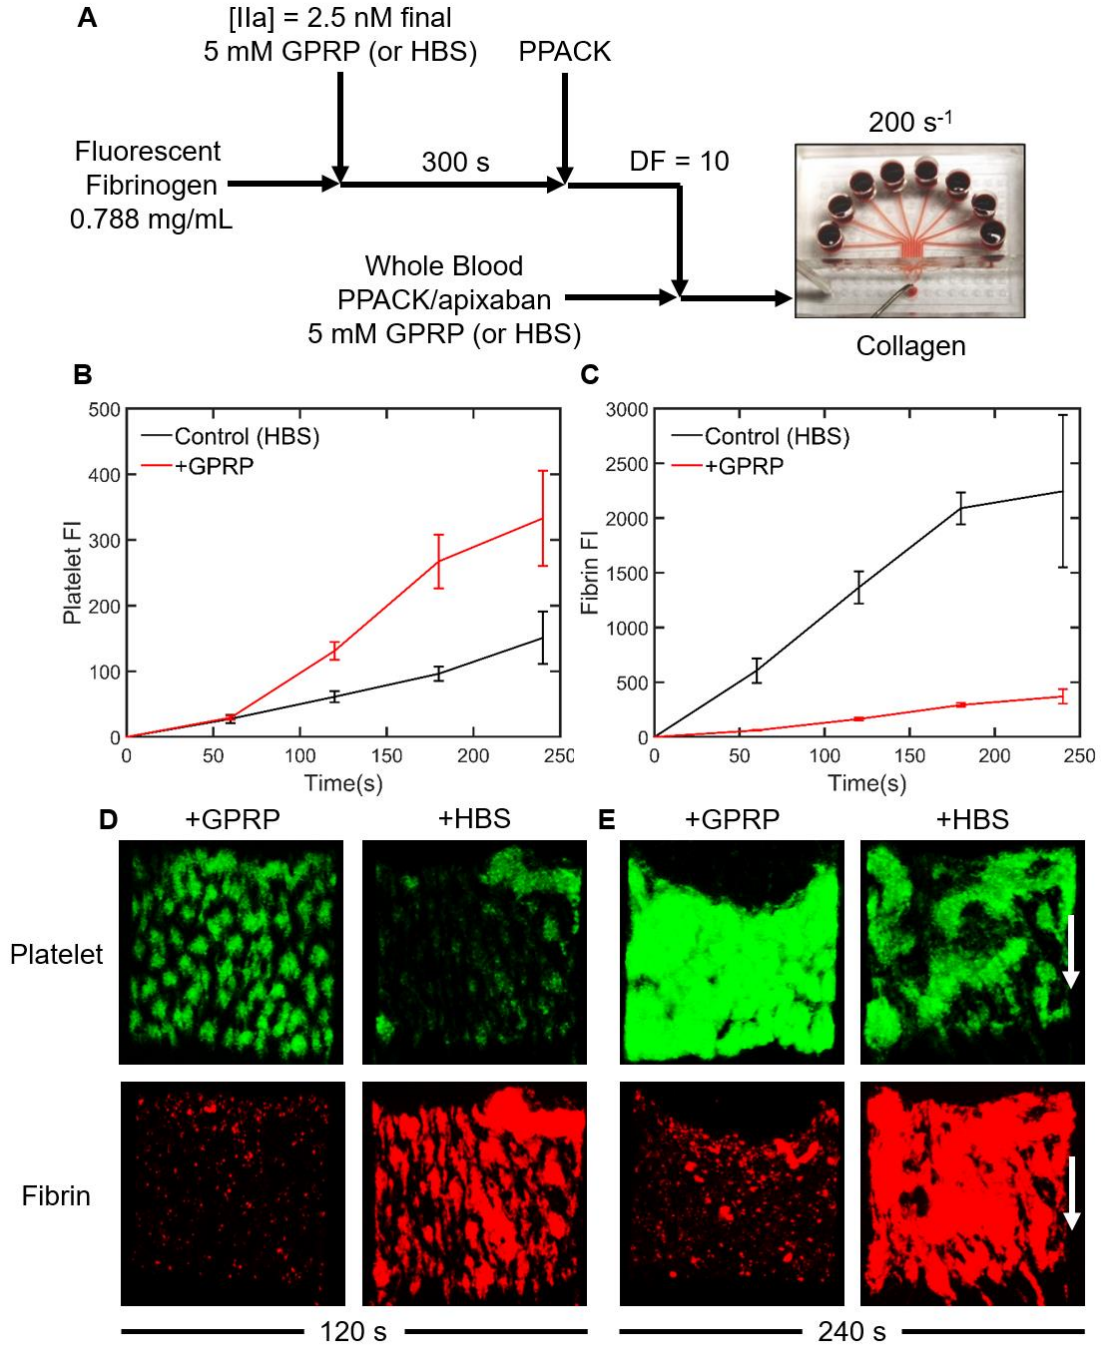 A
[IIa] = 2.5 nM final
5 mM GPRP (or HBS)
PPACK
Fluorescent
Fibrinogen
0.788 mg/mL
300 s
DF = 10
200 s-1
Whole Blood
PPACK/apixaban
5 mM GPRP (or HBS)
Collagen
B
500
400
300
200
100
0
Platelet FI
Control (HBS)
+GPRP
0
50
100
150
200
250
Time(s)
C
3000
2500
2000
1500
1000
500
0
Fibrin FI
Control (HBS)
+GPRP
0
50
100
150
200
250
Time(s)
D
+GPRP
+HBS
E
+GPRP
+HBS
Platelet
Fibrin
120 s
240 s